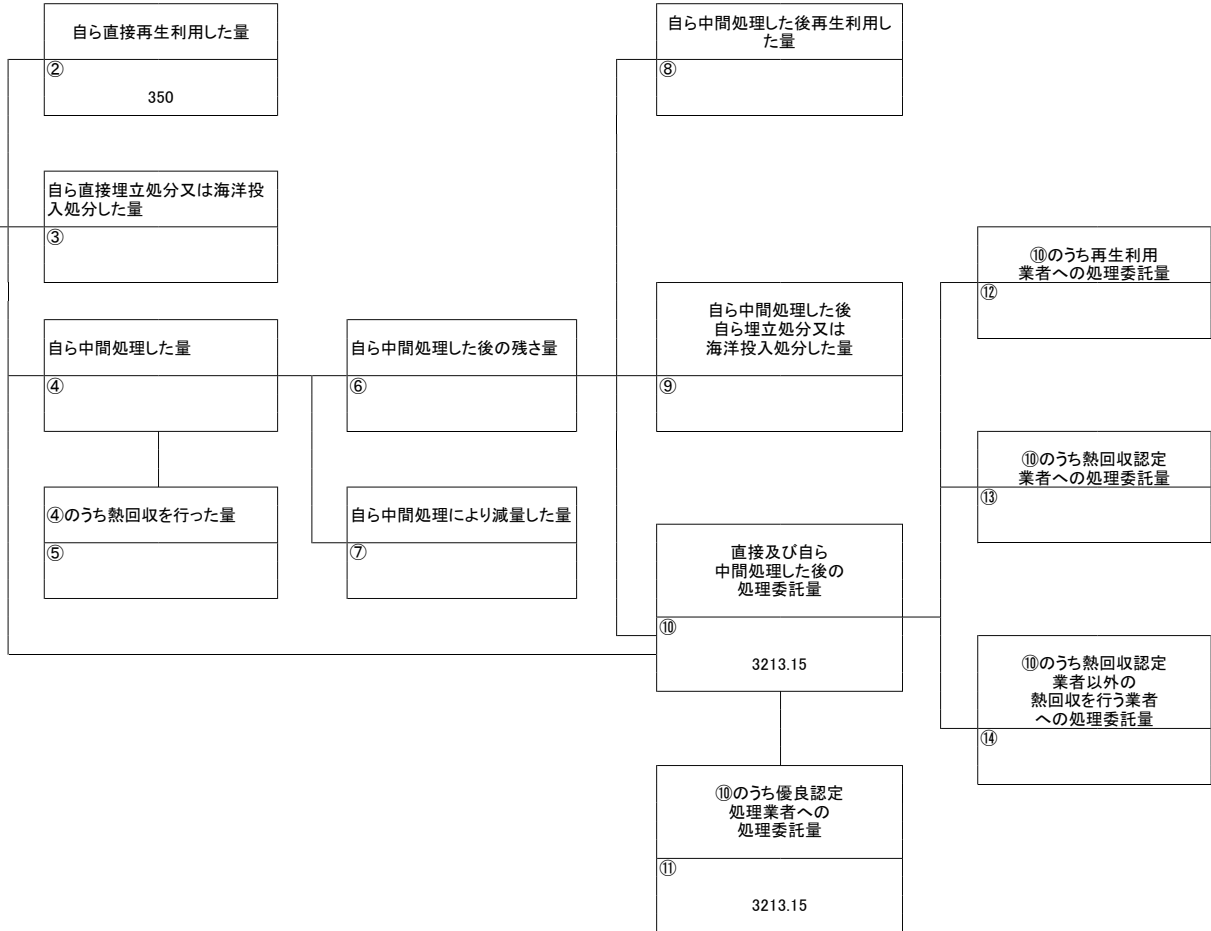 自ら直接再生利用した量
②
350
自ら直接埋立処分又は海洋投
入処分した量
③
自ら中間処理した量
④
④のうち熱回収を行った量
⑤
自ら中間処理した後の残さ量
⑥
自ら中間処理により減量した量
⑦
自ら中間処理した後再生利用し
た量
⑧
自ら中間処理した後
自ら埋立処分又は
海洋投入処分した量
⑨
直接及び自ら
中間処理した後の
処理委託量
⑩
3213.15
⑩のうち優良認定
処理業者への
処理委託量
⑪
3213.15
⑩のうち再生利用
業者への処理委託量
⑫
⑩のうち熱回収認定
業者への処理委託量
⑬
⑩のうち熱回収認定
業者以外の
熱回収を行う業者
への処理委託量
⑭